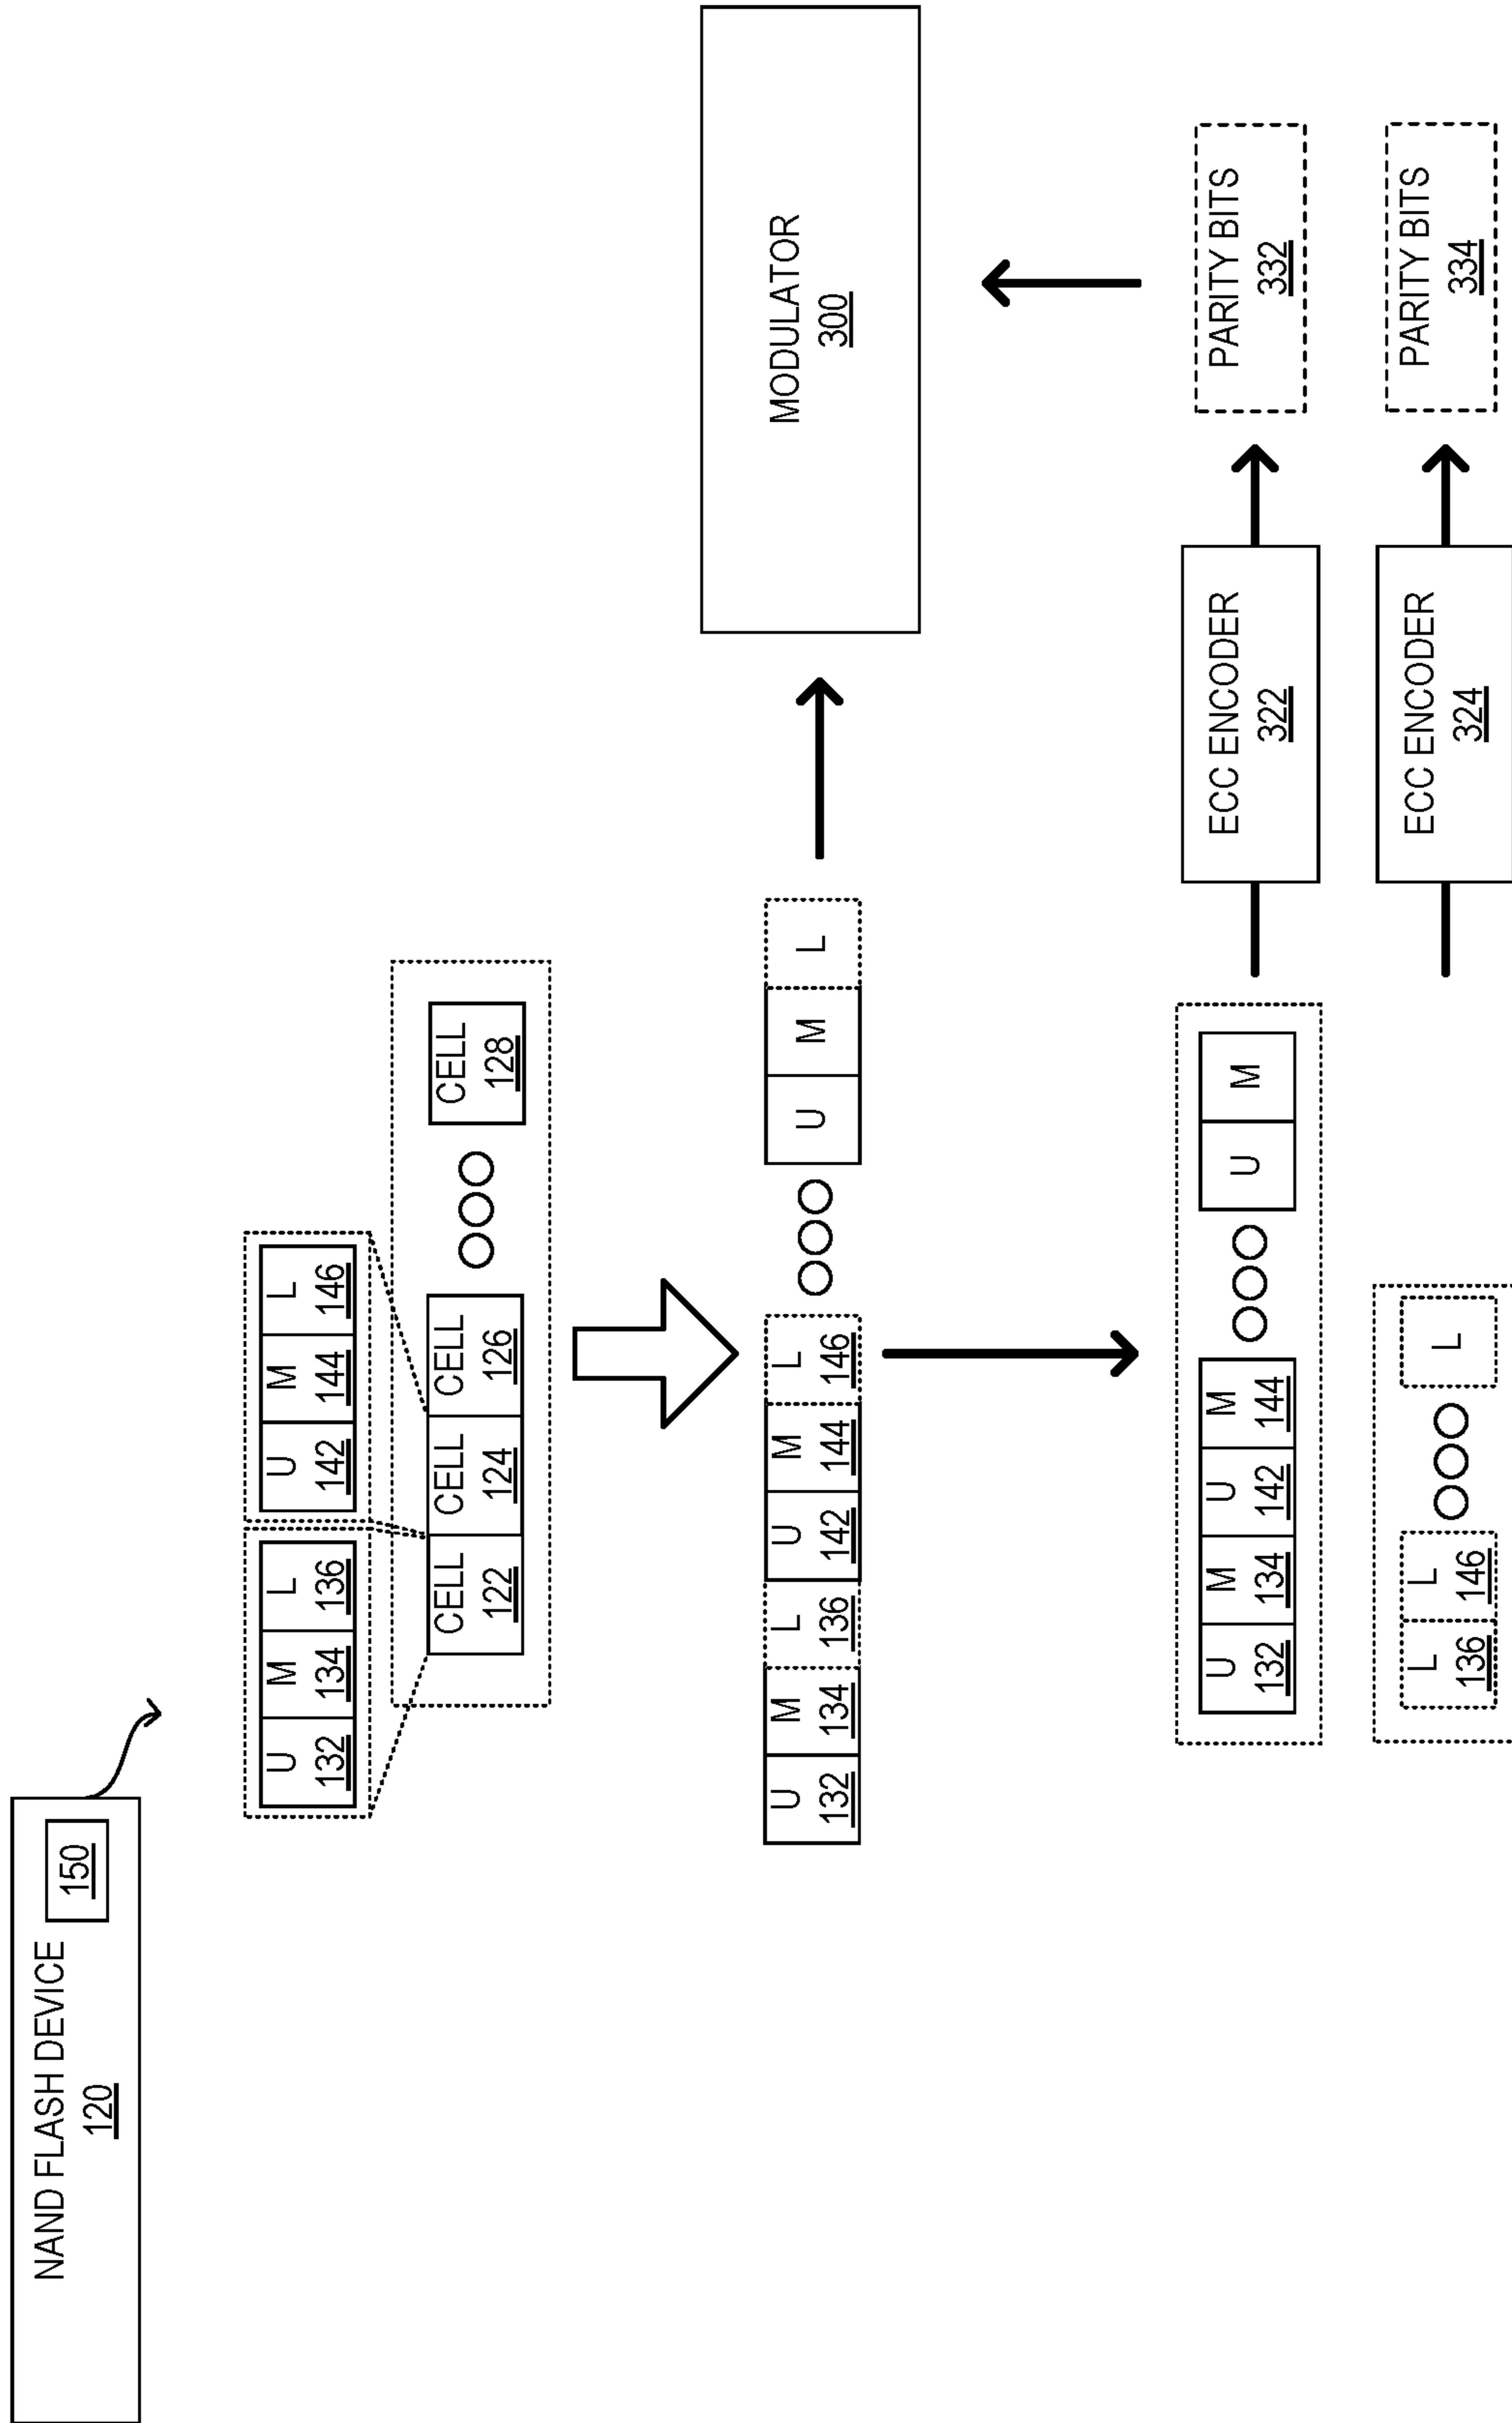 NAND FLASH DEVICE
120
150
U
132
M
134
L
136
U
142
M
144
L
146
CELL
122
CELL
124
CELL
126
CELL
128
U
132
M
134
L
136
U
142
M
144
L
146
U
M
L
MODULATOR
300
U
132
M
134
U
142
M
144
U
M
ECC ENCODER
322
PARITY BITS
332
L
136
L
146
L
ECC ENCODER
324
PARITY BITS
334